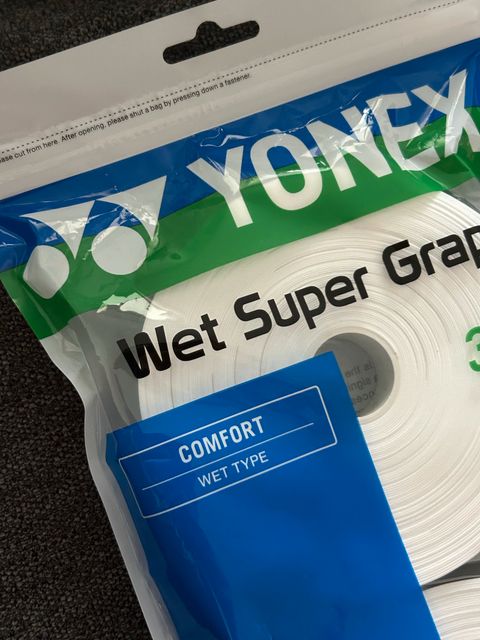 ase cut from here. After opening, please shut a bag by pressing down a fastener.
YONEX
Wet Super Grap
3
COMFORT
WET TYPE